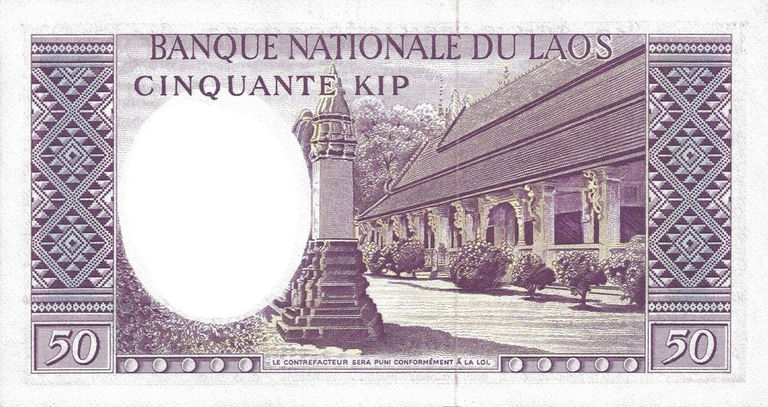 BANQUE NATIONALE DU LAOS
CINQUANTE KIP
50
50
LE CONTREFACTEUR SERA PUNI CONFORMÉMENT À LA LOI.